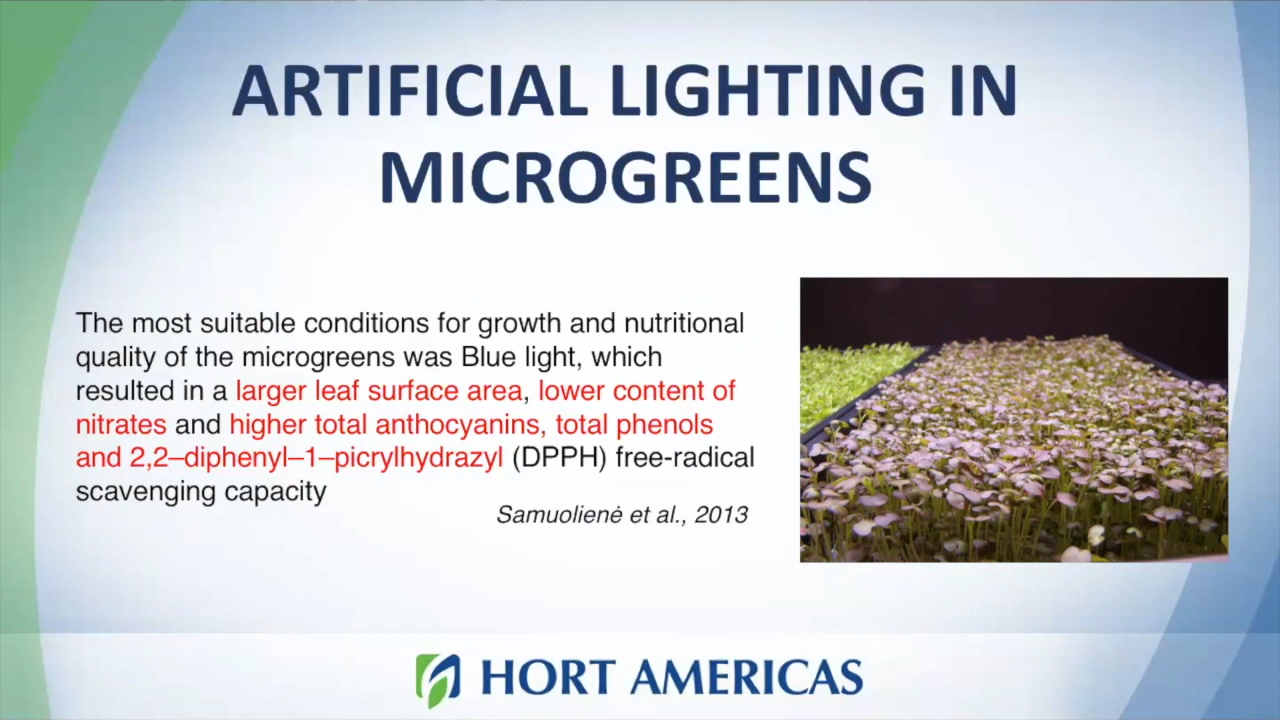 ARTIFICIAL LIGHTING IN
MICROGREENS
The most suitable conditions for growth and nutritional
quality of the microgreens was Blue light, which
resulted in a larger leaf surface area, lower content of
nitrates and higher total anthocyanins, total phenols
and 2,2–diphenyl–1–picrylhydrazyl (DPPH) free-radical
scavenging capacity
Samuolienė et al., 2013
HORT AMERICAS